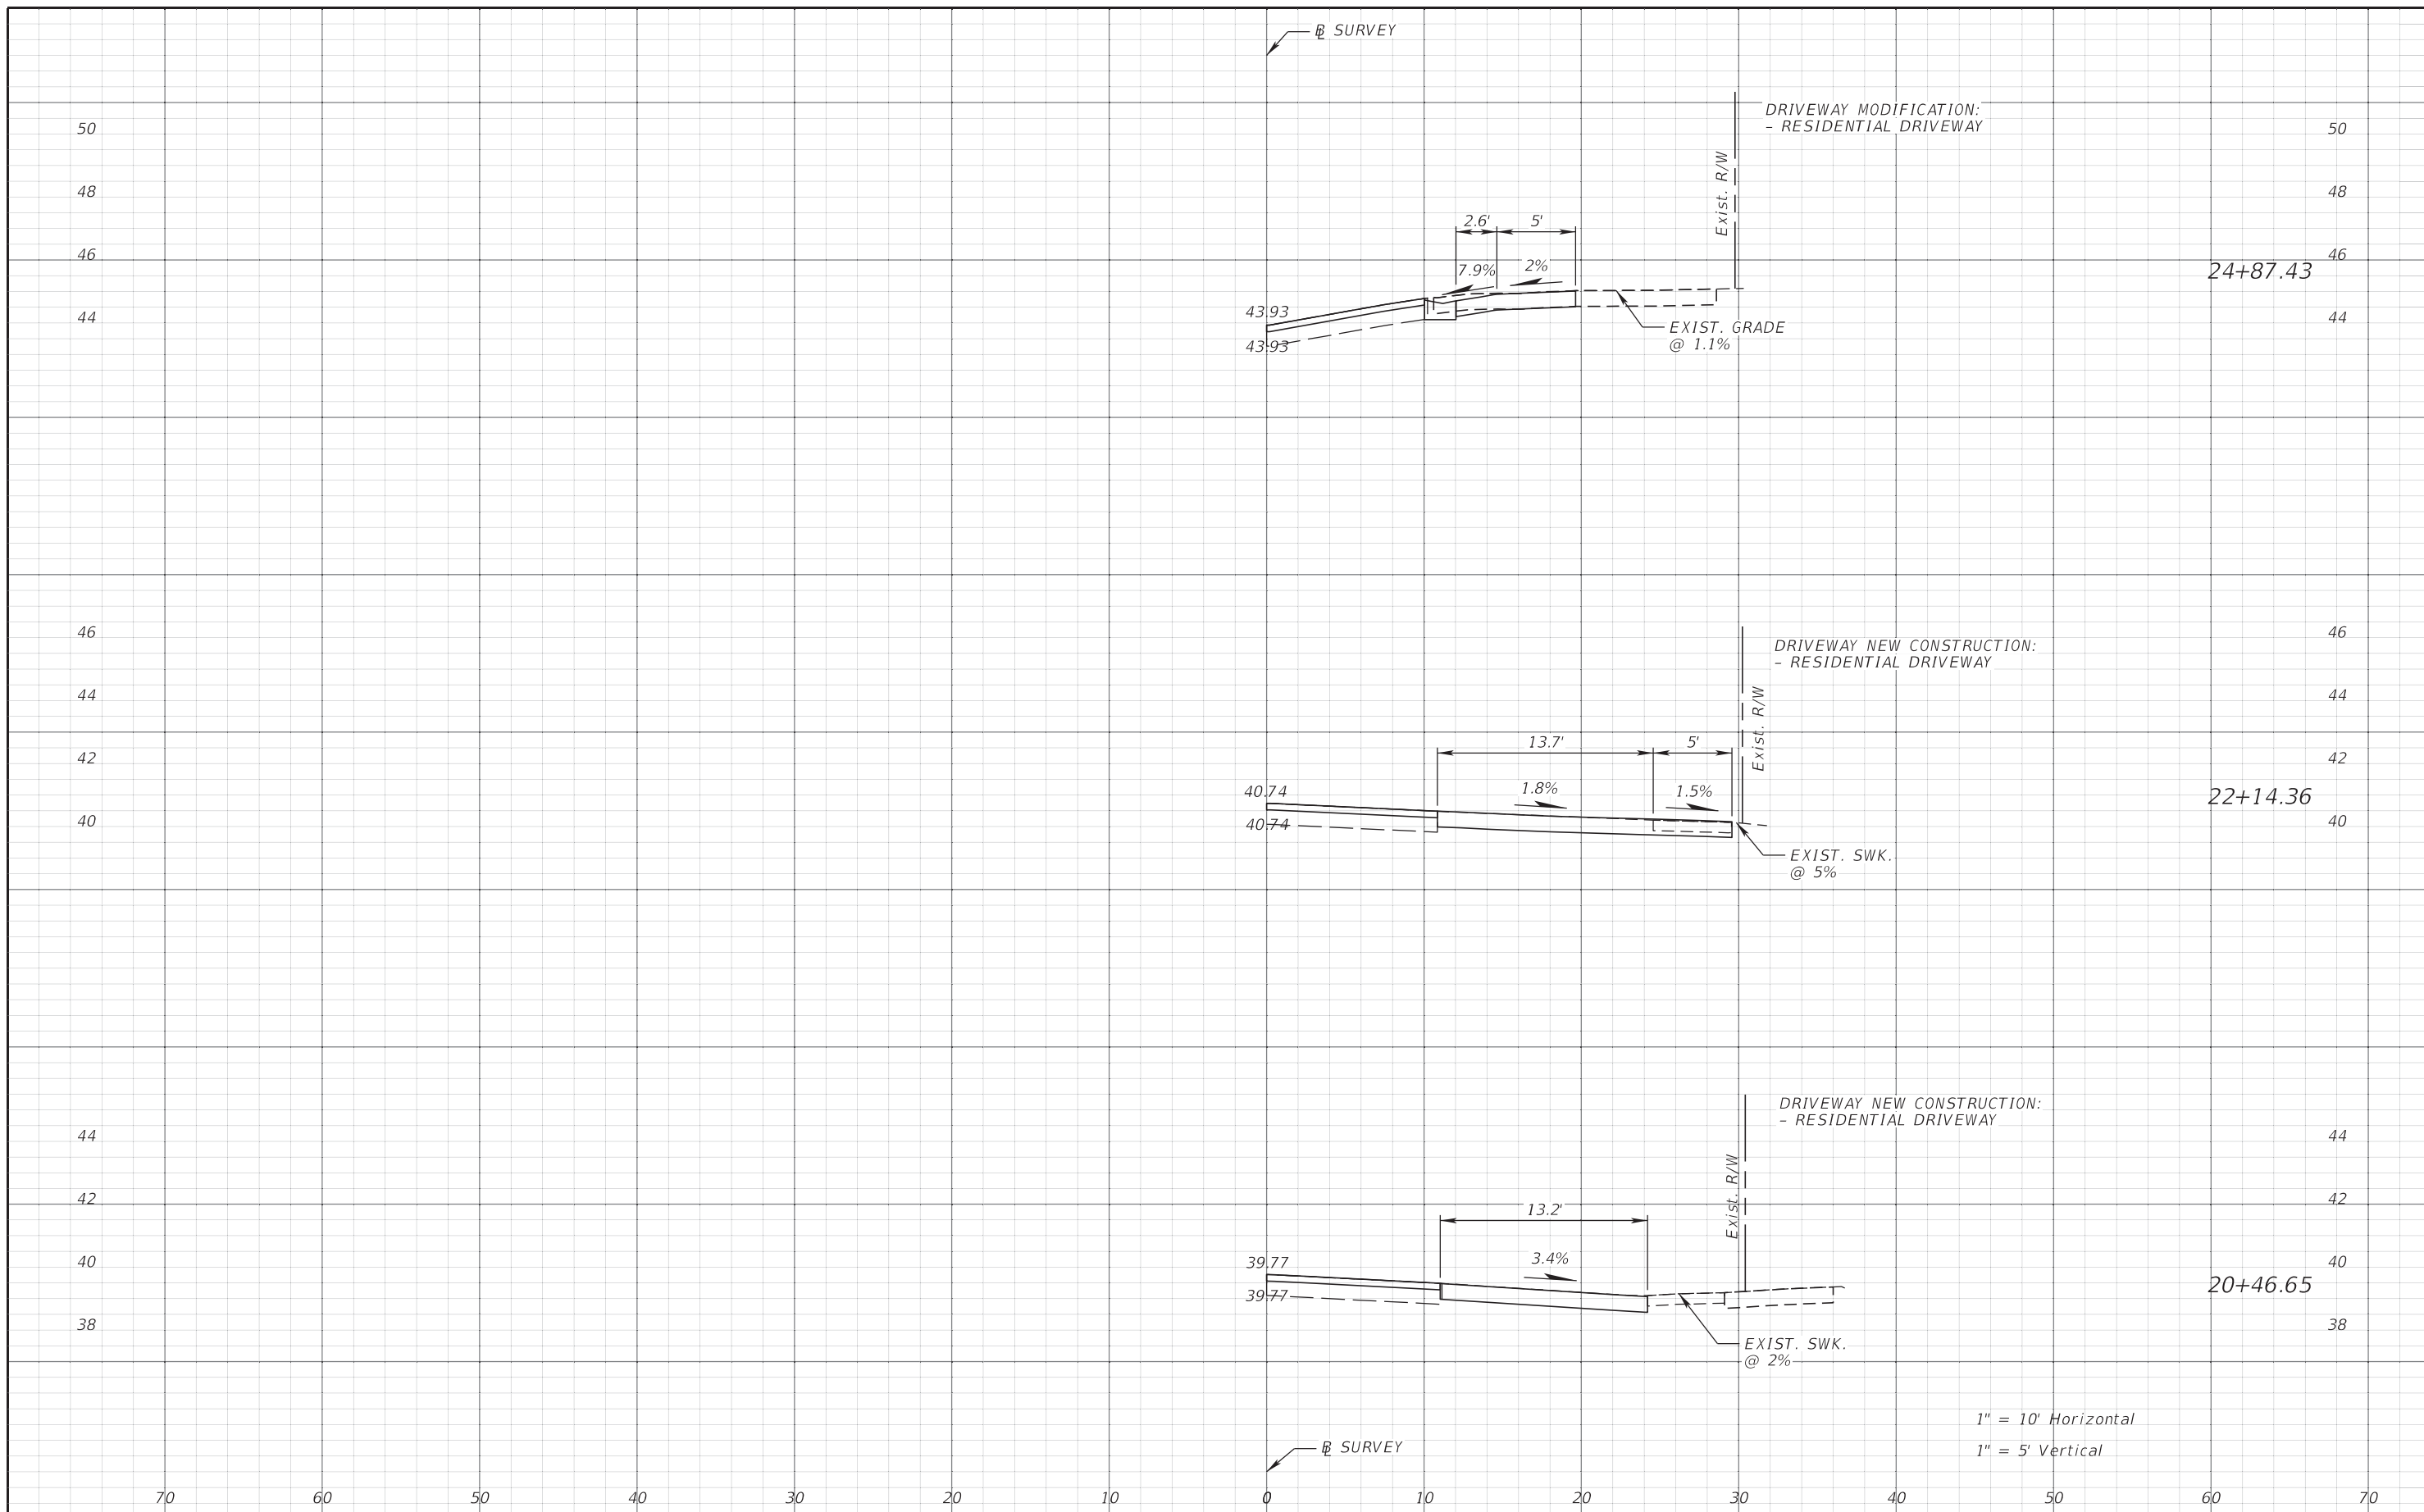 ℄ SURVEY
DRIVEWAY MODIFICATION:
- RESIDENTIAL DRIVEWAY
50
50
Exist. R/W
48
48
2.6'
5'
46
46
7.9%
2%
24+87.43
43.93
44
44
EXIST. GRADE
@ 1.1%
43.93
46
46
DRIVEWAY NEW CONSTRUCTION:
- RESIDENTIAL DRIVEWAY
44
44
Exist. R/W
13.7'
5'
42
42
40.74
1.8%
1.5%
22+14.36
40
40
40.74
EXIST. SWK.
@ 5%
DRIVEWAY NEW CONSTRUCTION:
- RESIDENTIAL DRIVEWAY
44
44
Exist. R/W
42
42
13.2'
40
39.77
3.4%
40
20+46.65
39.77
38
38
EXIST. SWK.
@ 2%
1" = 10' Horizontal
1" = 5' Vertical
℄ SURVEY
70 60 50 40 30 20 10 0 10 20 30 40 50 60 70